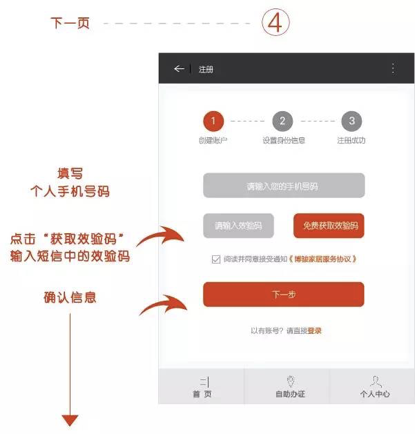 下一页
④
← 注册
1 2 3
创建账户 设置身份信息 注册成功
填写
个人手机号码
请输入您的手机号码
点击“获取效验码”
输入短信中的效验码
请输入效验码 免费获取效验码
阅读并同意接受通知《博骏家居服务协议》
确认信息
下一步
以有账号？请直接登录
首 页 自助办证 个人中心